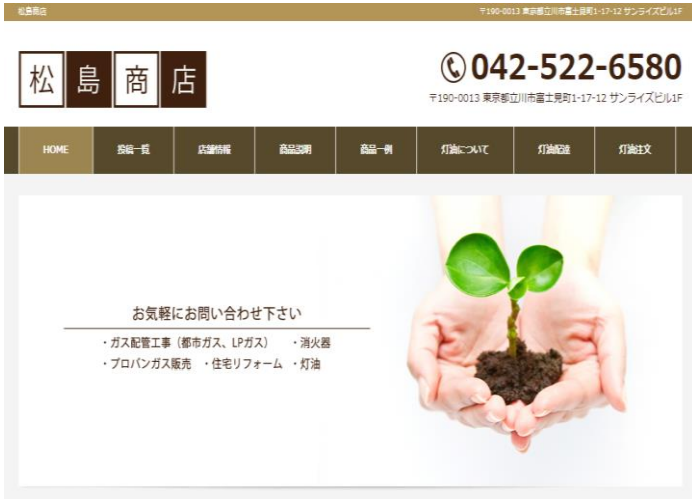 松島商店
〒190-0013 東京都立川市富士見町1-17-12 サンライズビル1F
松島商店
042-522-6580
〒190-0013 東京都立川市富士見町1-17-12 サンライズビル1F
HOME 投稿一覧 店舗情報 商品説明 商品一例 灯油について 灯油配達 灯油注文
お気軽にお問い合わせ下さい
・ガス配管工事（都市ガス、LPガス） ・消火器
・プロパンガス販売 ・住宅リフォーム ・灯油